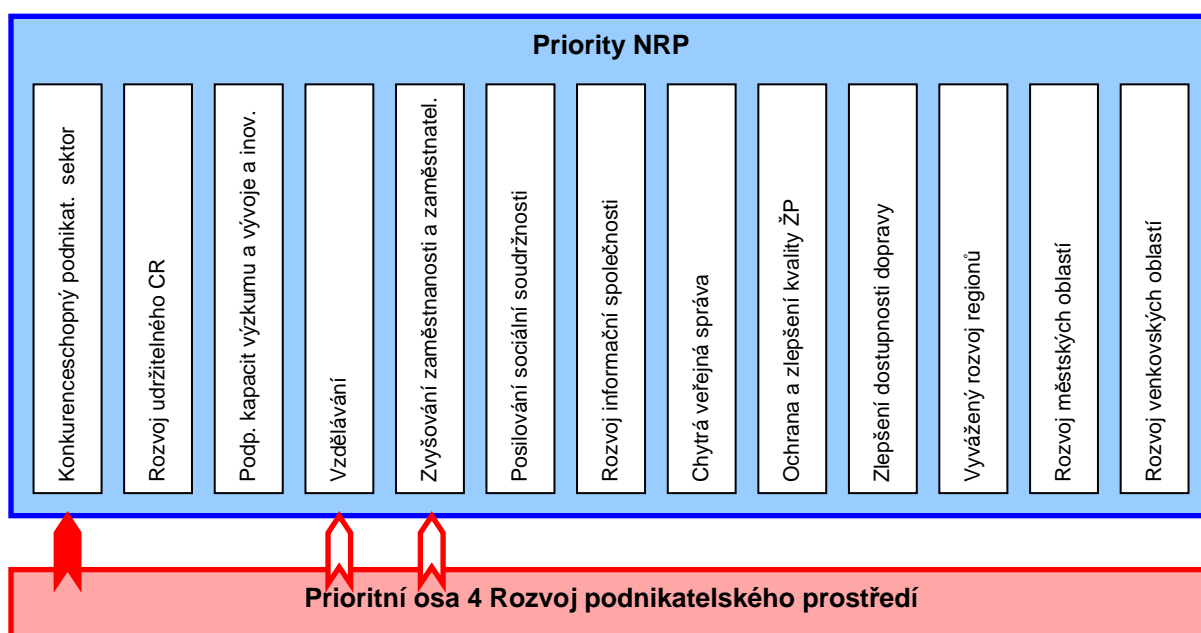 Priority NRP
Konkurenceschopný podnikat. sektor
Rozvoj udržitelného CR
Podp. kapacit výzkumu a vývoje a inov.
Vzdělávání
Zvyšování zaměstnanosti a zaměstnatel.
Posilování sociální soudržnosti
Rozvoj informační společnosti
Chytrá veřejná správa
Ochrana a zlepšení kvality ŽP
Zlepšení dostupnosti dopravy
Vyvážený rozvoj regionů
Rozvoj městských oblastí
Rozvoj venkovských oblastí
Prioritní osa 4 Rozvoj podnikatelského prostředí